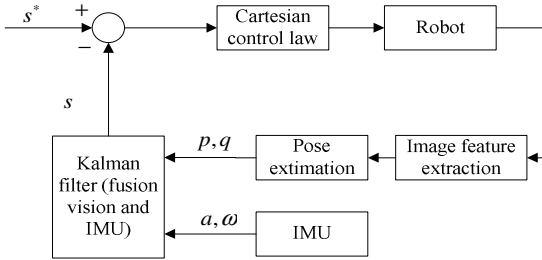 s*
+
−
Cartesian
control law
Robot
s
Kalman
filter (fusion
vision and
IMU)
p, q
Pose
extimation
Image feature
extraction
a, ω
IMU